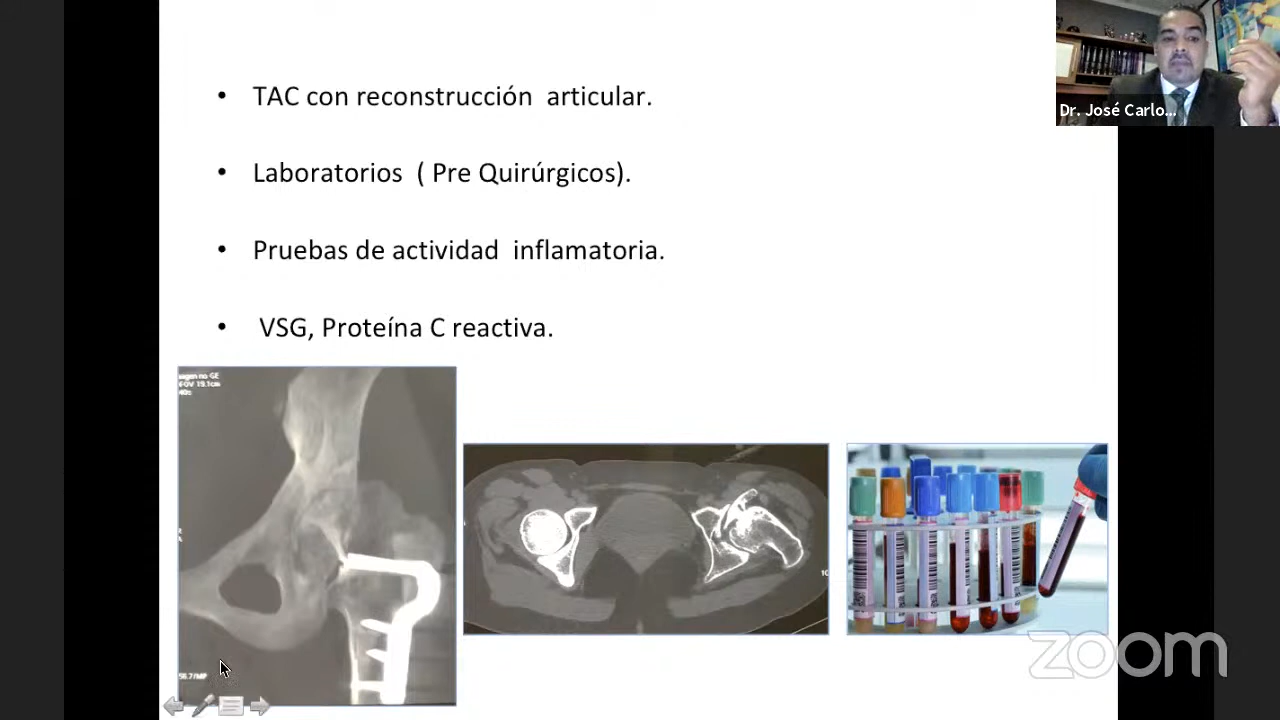 • TAC con reconstrucción articular.
• Laboratorios ( Pre Quirúrgicos).
• Pruebas de actividad inflamatoria.
• VSG, Proteína C reactiva.
Dr. José Carlo...
zoom